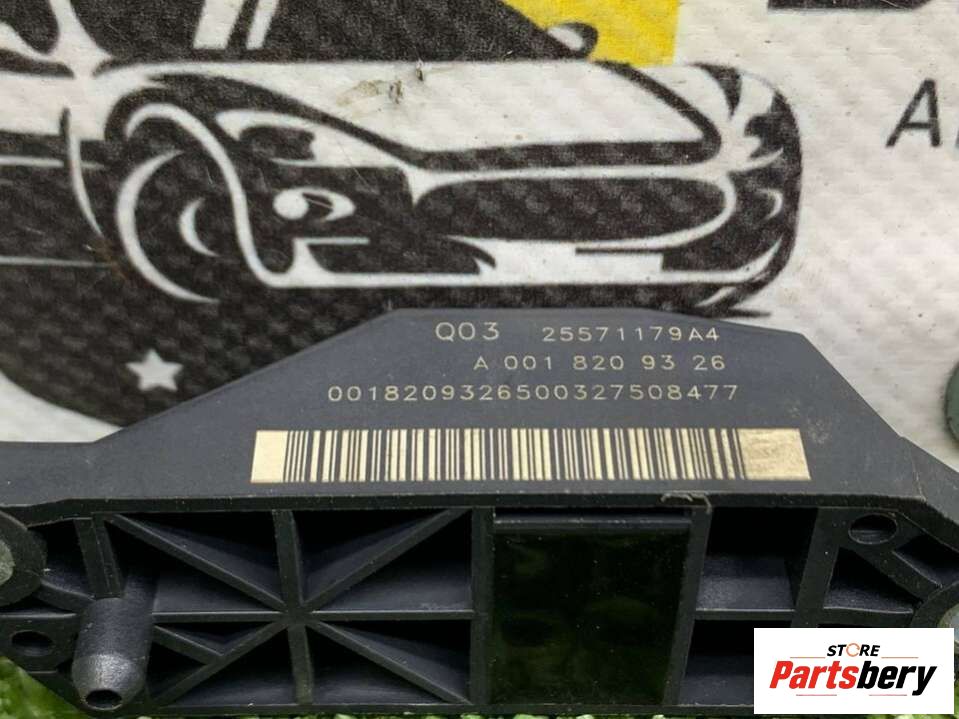 Q03 25571179A4
A 001 820 93 26
0018209326500327508477
STORE
Partsbery